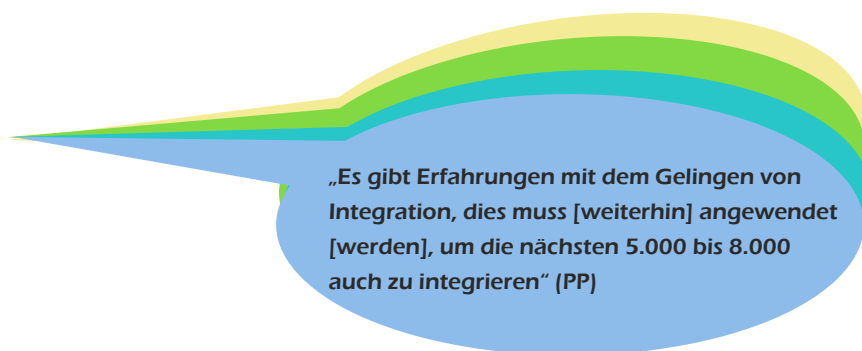 „Es gibt Erfahrungen mit dem Gelingen von
Integration, dies muss [weiterhin] angewendet
[werden], um die nächsten 5.000 bis 8.000
auch zu integrieren“ (PP)